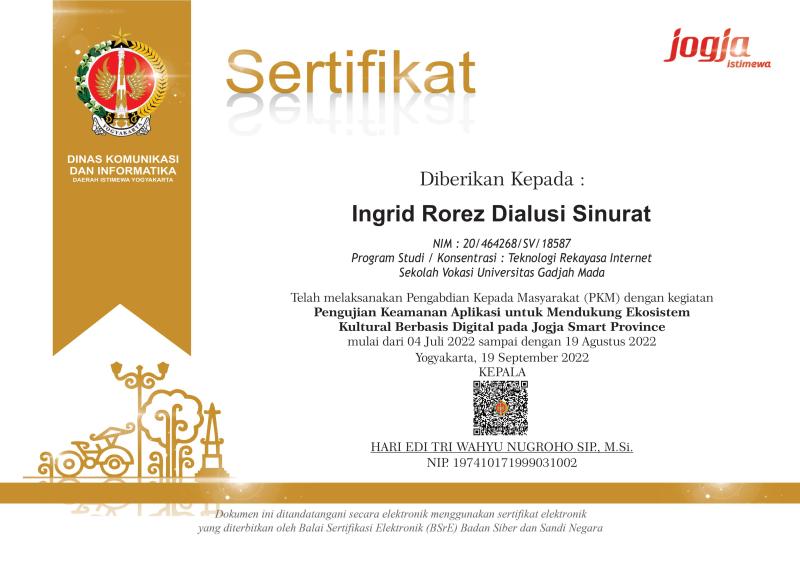 Sertifikat
jogja
istimewa
YOGYAKARTA
DINAS KOMUNIKASI
DAN INFORMATIKA
DAERAH ISTIMEWA YOGYAKARTA
Diberikan Kepada :
Ingrid Rorez Dialusi Sinurat
NIM : 20/464268/SV/18587
Program Studi / Konsentrasi : Teknologi Rekayasa Internet
Sekolah Vokasi Universitas Gadjah Mada
Telah melaksanakan Pengabdian Kepada Masyarakat (PKM) dengan kegiatan
Pengujian Keamanan Aplikasi untuk Mendukung Ekosistem
Kultural Berbasis Digital pada Jogja Smart Province
mulai dari 04 Juli 2022 sampai dengan 19 Agustus 2022
Yogyakarta, 19 September 2022
KEPALA
HARI EDI TRI WAHYU NUGROHO SIP., M.Si.
NIP. 197410171999031002
Dokumen ini ditandatangani secara elektronik menggunakan sertifikat elektronik
yang diterbitkan oleh Balai Sertifikasi Elektronik (BSrE) Badan Siber dan Sandi Negara